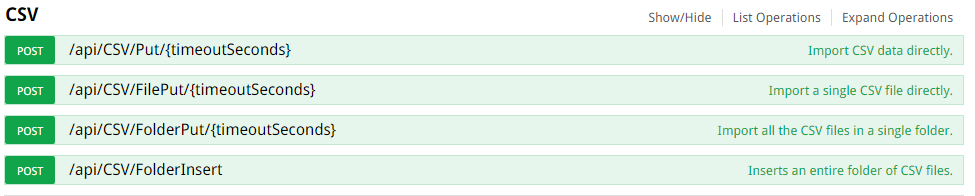 CSV
Show/Hide List Operations Expand Operations
POST /api/CSV/Put/{timeoutSeconds} Import CSV data directly.
POST /api/CSV/FilePut/{timeoutSeconds} Import a single CSV file directly.
POST /api/CSV/FolderPut/{timeoutSeconds} Import all the CSV files in a single folder.
POST /api/CSV/FolderInsert Inserts an entire folder of CSV files.